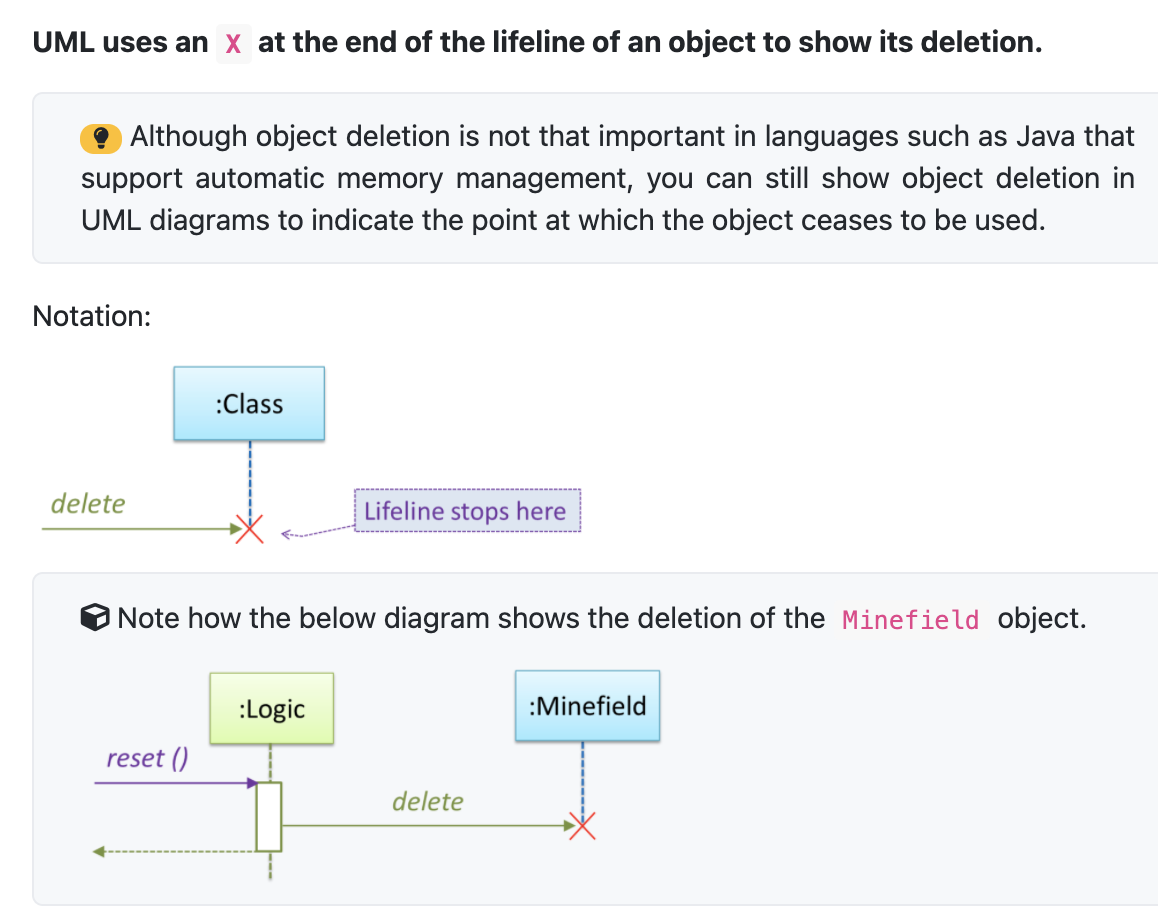 UML uses an X at the end of the lifeline of an object to show its deletion.
Although object deletion is not that important in languages such as Java that
support automatic memory management, you can still show object deletion in
UML diagrams to indicate the point at which the object ceases to be used.
Notation:
:Class
delete
Lifeline stops here
Note how the below diagram shows the deletion of the Minefield object.
:Logic
:Minefield
reset ()
delete